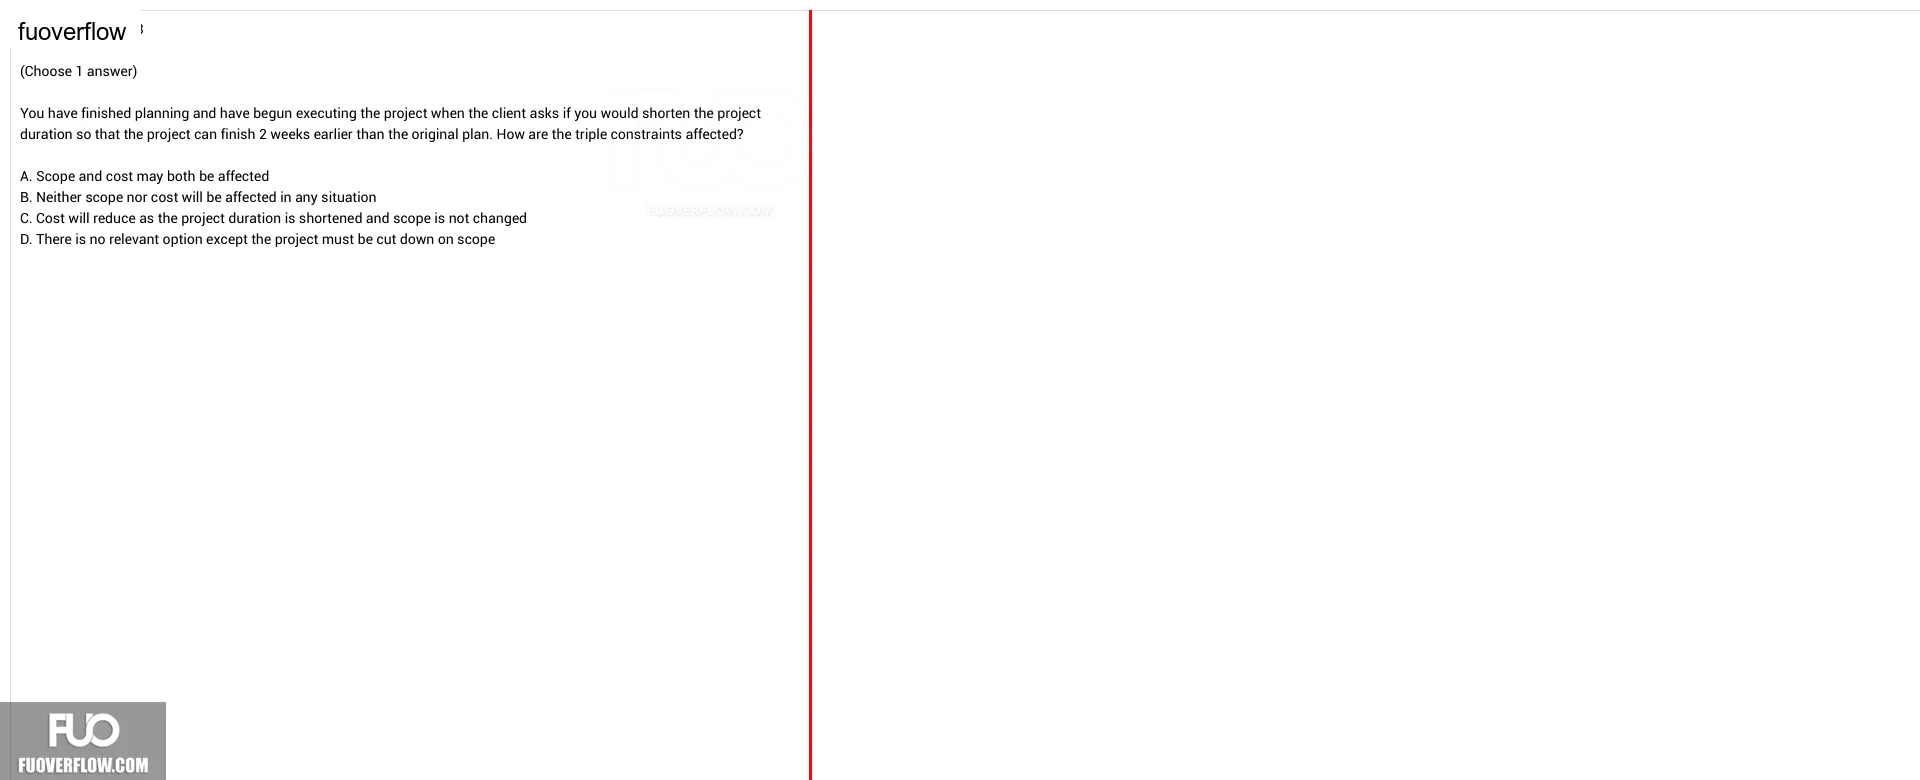 fuoverflow
(Choose 1 answer)
You have finished planning and have begun executing the project when the client asks if you would shorten the project
duration so that the project can finish 2 weeks earlier than the original plan. How are the triple constraints affected?
A. Scope and cost may both be affected
B. Neither scope nor cost will be affected in any situation
C. Cost will reduce as the project duration is shortened and scope is not changed
D. There is no relevant option except the project must be cut down on scope
FUOVERFLOW.COM
FUO
FUOVERFLOW.COM